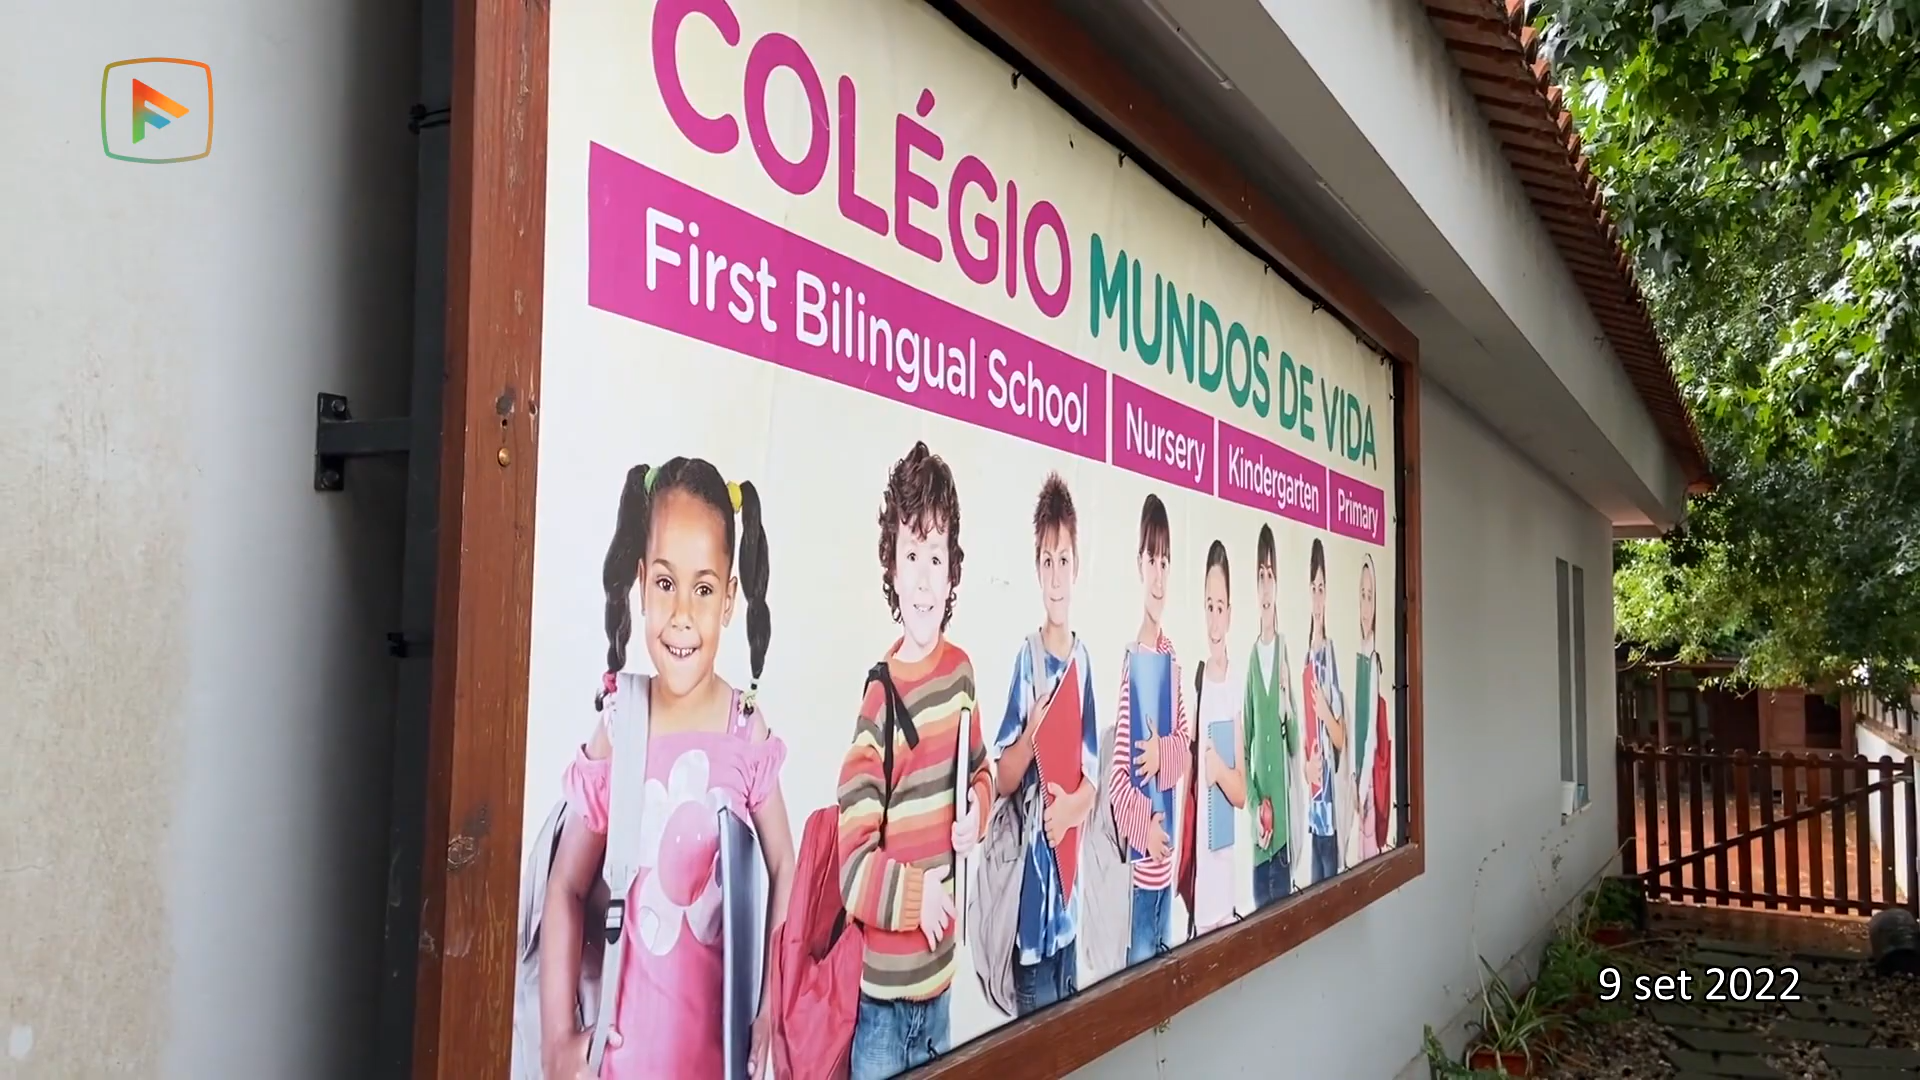 COLÉGIO MUNDOS DE VIDA
First Bilingual School Nursery Kindergarten Primary
9 set 2022